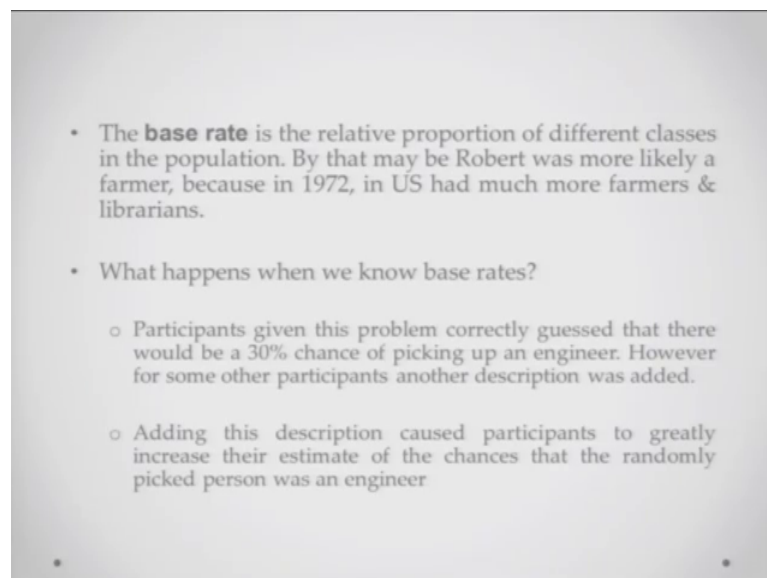 • The base rate is the relative proportion of different classes
in the population. By that may be Robert was more likely a
farmer, because in 1972, in US had much more farmers &
librarians.
• What happens when we know base rates?
o Participants given this problem correctly guessed that there
would be a 30% chance of picking up an engineer. However
for some other participants another description was added.
o Adding this description caused participants to greatly
increase their estimate of the chances that the randomly
picked person was an engineer